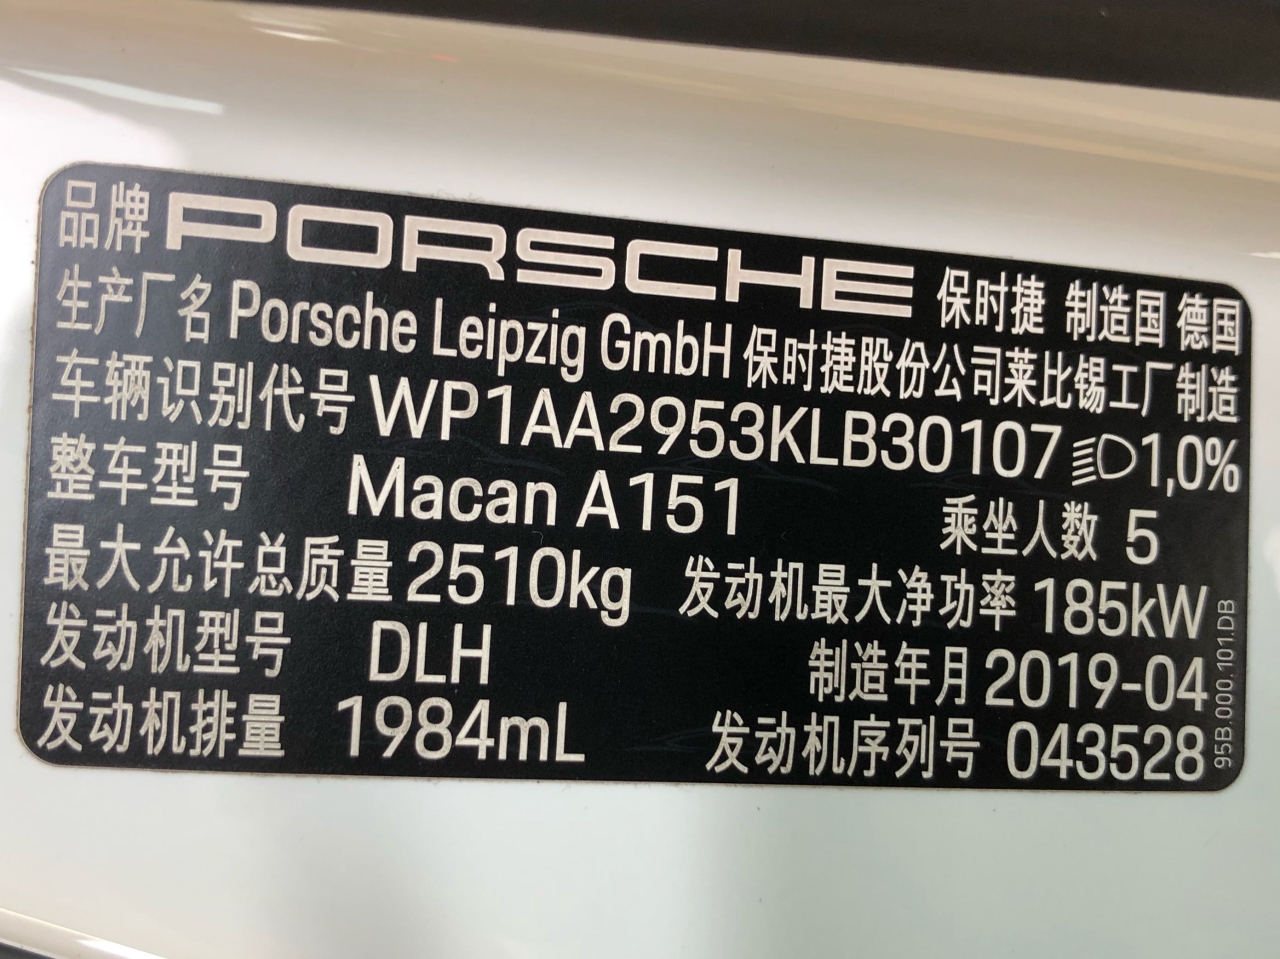 品牌 PORSCHE 保时捷 制造国 德国
生产厂名 Porsche Leipzig GmbH 保时捷股份公司莱比锡工厂制造
车辆识别代号 WP1AA2953KLB30107 1,0%
整车型号 Macan A151 乘坐人数 5
最大允许总质量 2510kg 发动机最大净功率 185kW
发动机型号 DLH 制造年月 2019-04
发动机排量 1984mL 发动机序列号 043528
95B.000.101.DB